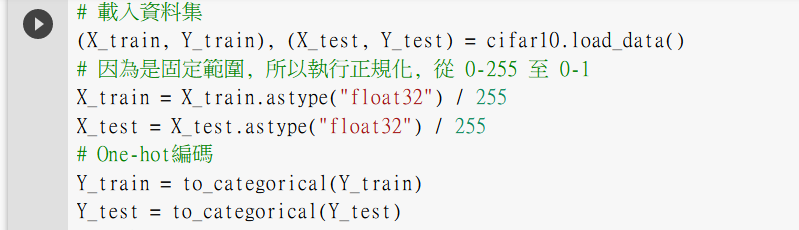 # 載入資料集
(X_train, Y_train), (X_test, Y_test) = cifar10.load_data()
# 因為是固定範圍, 所以執行正規化, 從 0-255 至 0-1
X_train = X_train.astype("float32") / 255
X_test = X_test.astype("float32") / 255
# One-hot編碼
Y_train = to_categorical(Y_train)
Y_test = to_categorical(Y_test)